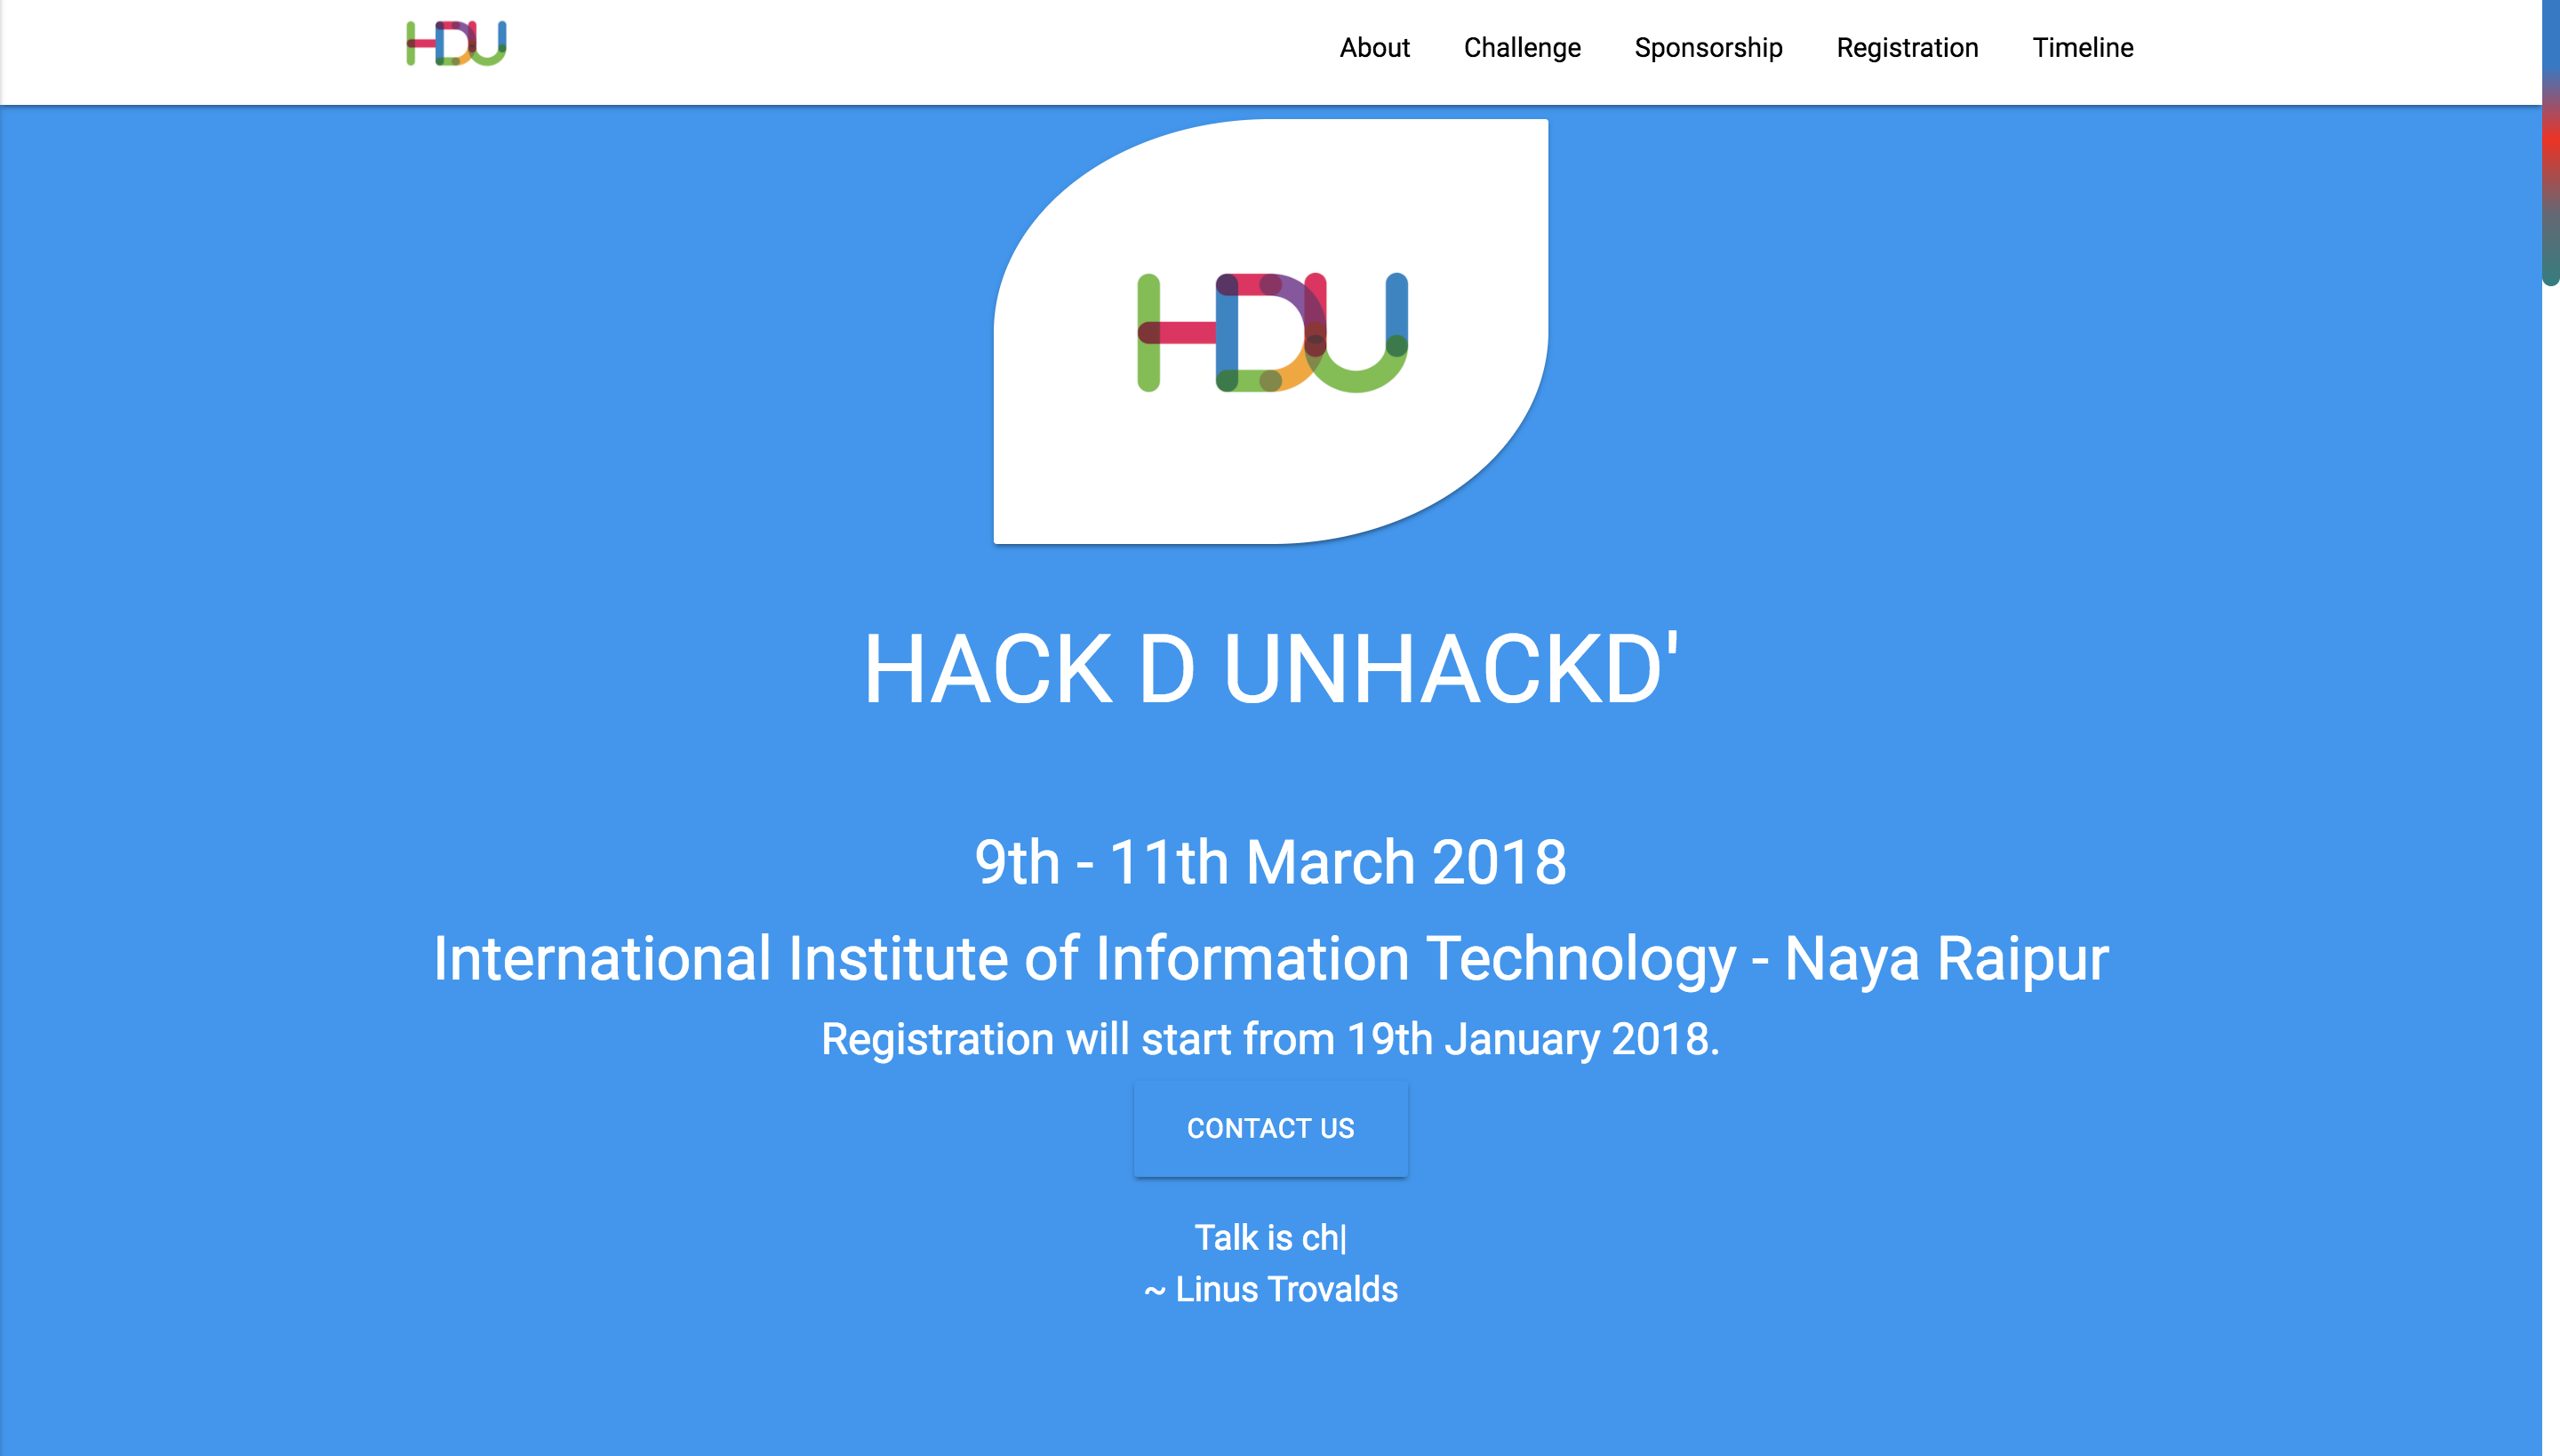 HDU
About Challenge Sponsorship Registration Timeline
HDU
HACK D UNHACKD'
9th - 11th March 2018
International Institute of Information Technology - Naya Raipur
Registration will start from 19th January 2018.
CONTACT US
Talk is ch|
~ Linus Trovalds